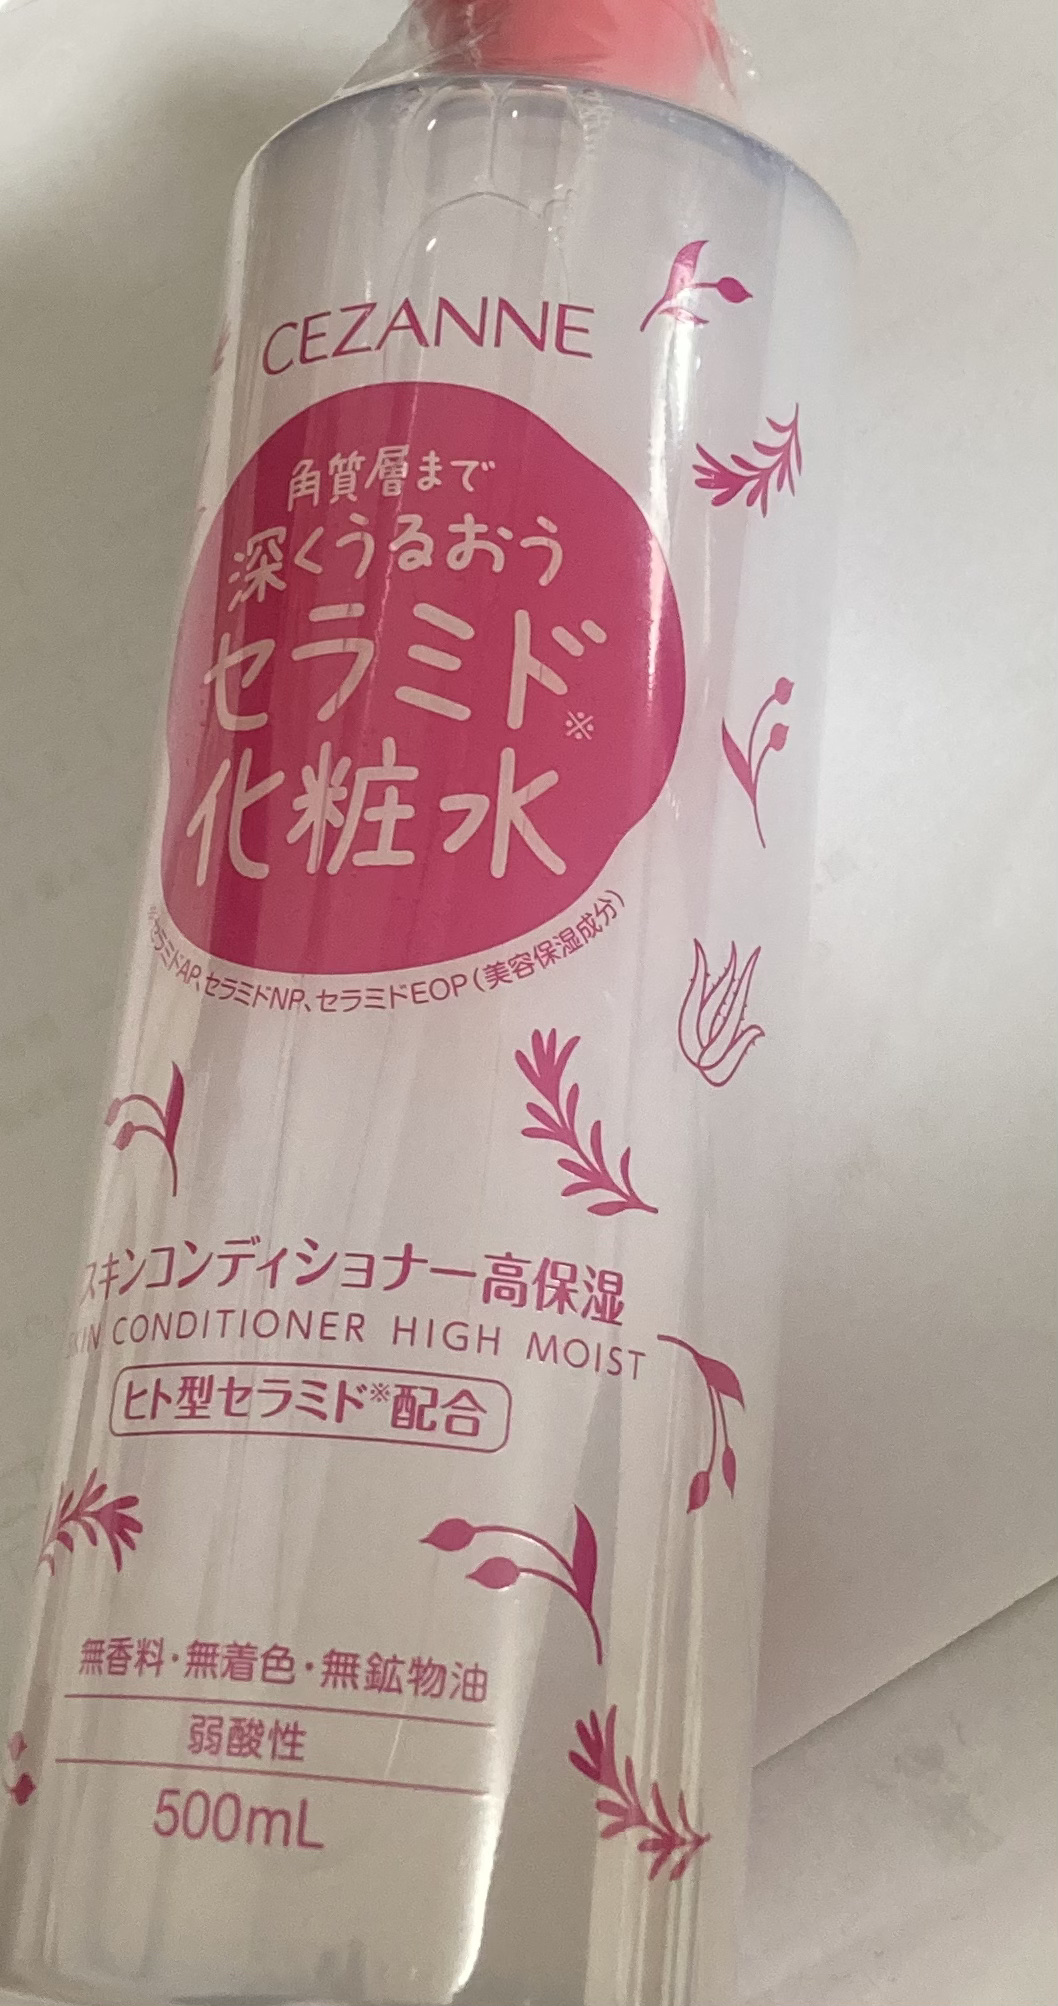 CEZANNE
角質層まで
深くうるおう
セラミド※
化粧水
※セラミドAP、セラミドNP、セラミドEOP(美容保湿成分)
スキンコンディショナー高保湿
SKIN CONDITIONER HIGH MOIST
ヒト型セラミド※配合
無香料・無着色・無鉱物油
弱酸性
500mL